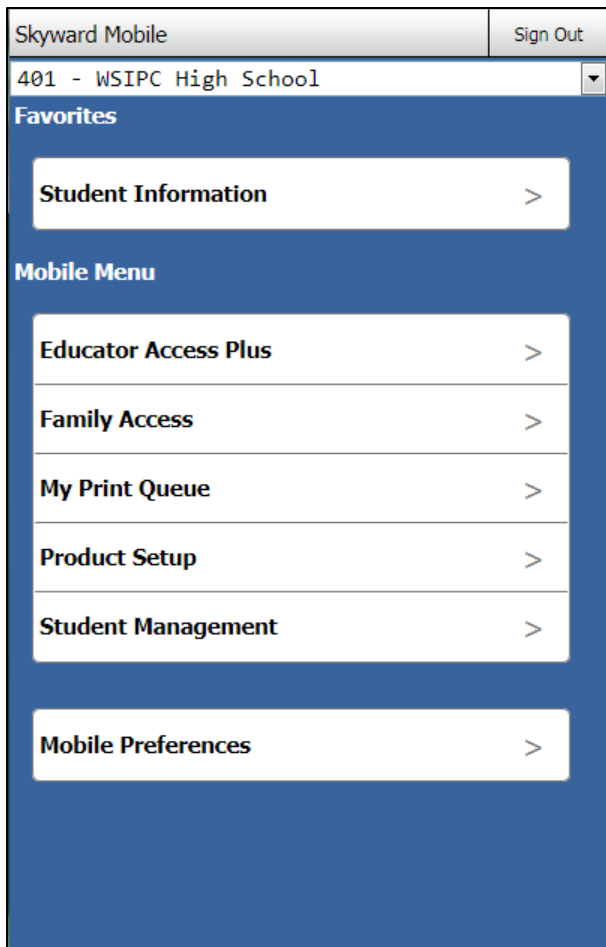 Skyward Mobile Sign Out
401 - WSIPC High School
Favorites
Student Information >
Mobile Menu
Educator Access Plus >
Family Access >
My Print Queue >
Product Setup >
Student Management >
Mobile Preferences >